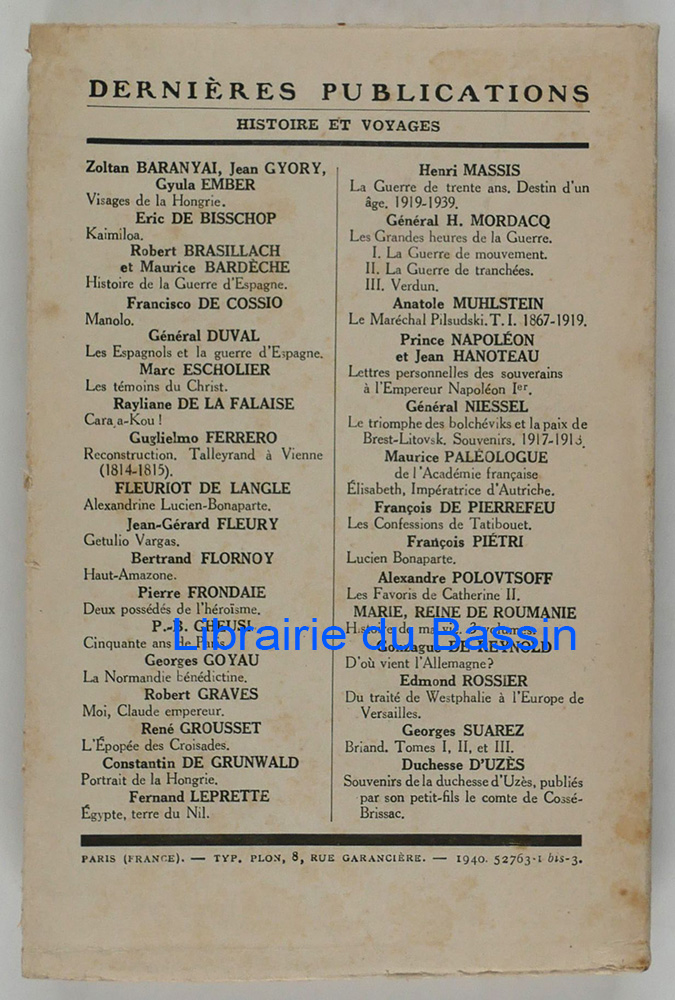 DERNIÈRES PUBLICATIONS
HISTOIRE ET VOYAGES
Zoltan BARANYAI, Jean GYORY,
Gyula EMBER
Visages de la Hongrie.
Eric DE BISSCHOP
Kaimiloa.
Robert BRASILLACH
et Maurice BARDÈCHE
Histoire de la Guerre d'Espagne.
Francisco DE COSSIO
Manolo.
Général DUVAL
Les Espagnols et la guerre d'Espagne.
Marc ESCHOLIER
Les témoins du Christ.
Rayliane DE LA FALAISE
Cara a-Kou !
Guglielmo FERRERO
Reconstruction. Talleyrand à Vienne
(1814-1815).
FLEURIOT DE LANGLE
Alexandrine Lucien-Bonaparte.
Jean-Gérard FLEURY
Getulio Vargas.
Bertrand FLORNOY
Haut-Amazone.
Pierre FRONDAIE
Deux possédés de l'héroïsme.
P.-B. GHEUSI
Cinquante ans de Paris.
Georges GOYAU
La Normandie bénédictine.
Robert GRAVES
Moi, Claude empereur.
René GROUSSET
L'Épopée des Croisades.
Constantin DE GRUNWALD
Portrait de la Hongrie.
Fernand LEPRETTE
Égypte, terre du Nil.
Henri MASSIS
La Guerre de trente ans. Destin d'un
âge. 1919-1939.
Général H. MORDACQ
Les Grandes heures de la Guerre.
I. La Guerre de mouvement.
II. La Guerre de tranchées.
III. Verdun.
Anatole MUHLSTEIN
Le Maréchal Pilsudski. T. I. 1867-1919.
Prince NAPOLÉON
et Jean HANOTEAU
Lettres personnelles des souverains
à l'Empereur Napoléon Ier.
Général NIESSEL
Le triomphe des bolchéviks et la paix de
Brest-Litovsk. Souvenirs. 1917-1918.
Maurice PALÉOLOGUE
de l'Académie française
Élisabeth, Impératrice d'Autriche.
François DE PIERREFEU
Les Confessions de Tatibouet.
François PIÉTRI
Lucien Bonaparte.
Alexandre POLOVTSOFF
Les Favoris de Catherine II.
MARIE, REINE DE ROUMANIE
Histoire de ma vie. 3 volumes.
Gonzague DE REYNOLD
D'où vient l'Allemagne ?
Edmond ROSSIER
Du traité de Westphalie à l'Europe de
Versailles.
Georges SUAREZ
Briand. Tomes I, II, et III.
Duchesse D'UZÈS
Souvenirs de la duchesse d'Uzès, publiés
par son petit-fils le comte de Cossé-
Brissac.
Librairie du Bassin
PARIS (FRANCE). — TYP. PLON, 8, RUE GARANCIÈRE. — 1940. 52763-I bis-3.